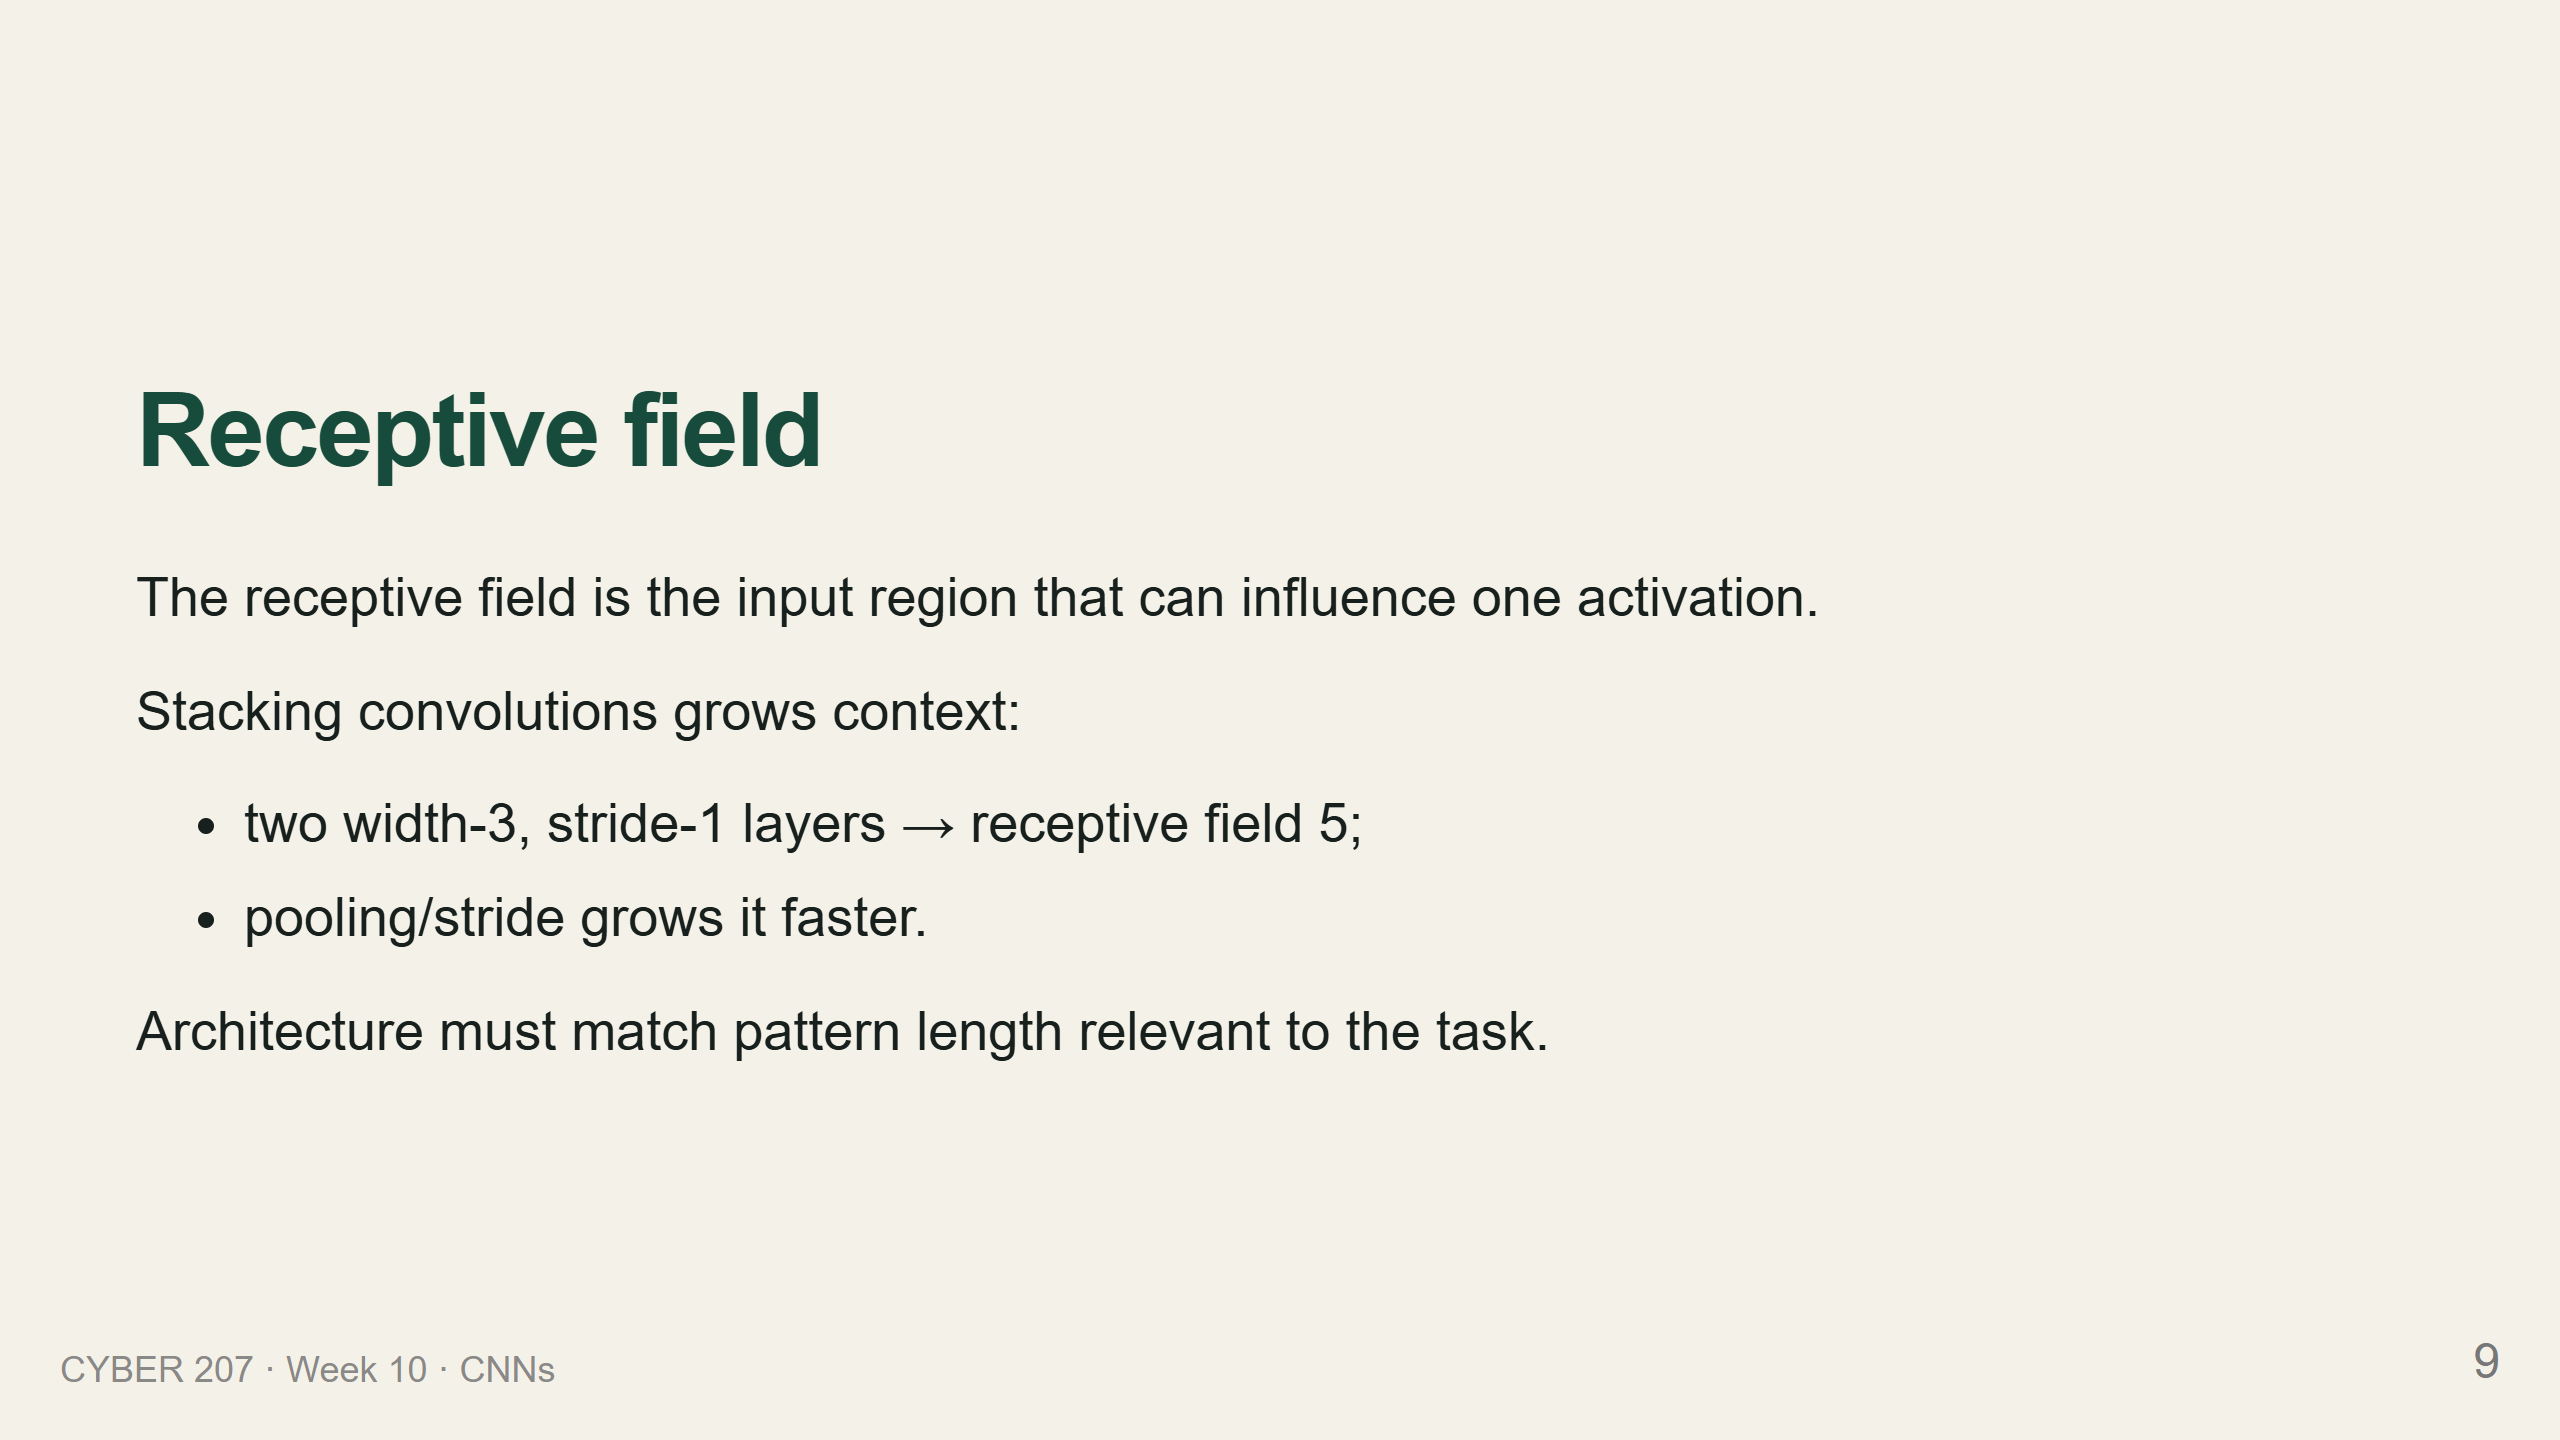 Receptive field
The receptive field is the input region that can influence one activation.
Stacking convolutions grows context:
• two width-3, stride-1 layers → receptive field 5;
• pooling/stride grows it faster.
Architecture must match pattern length relevant to the task.
CYBER 207 · Week 10 · CNNs
9